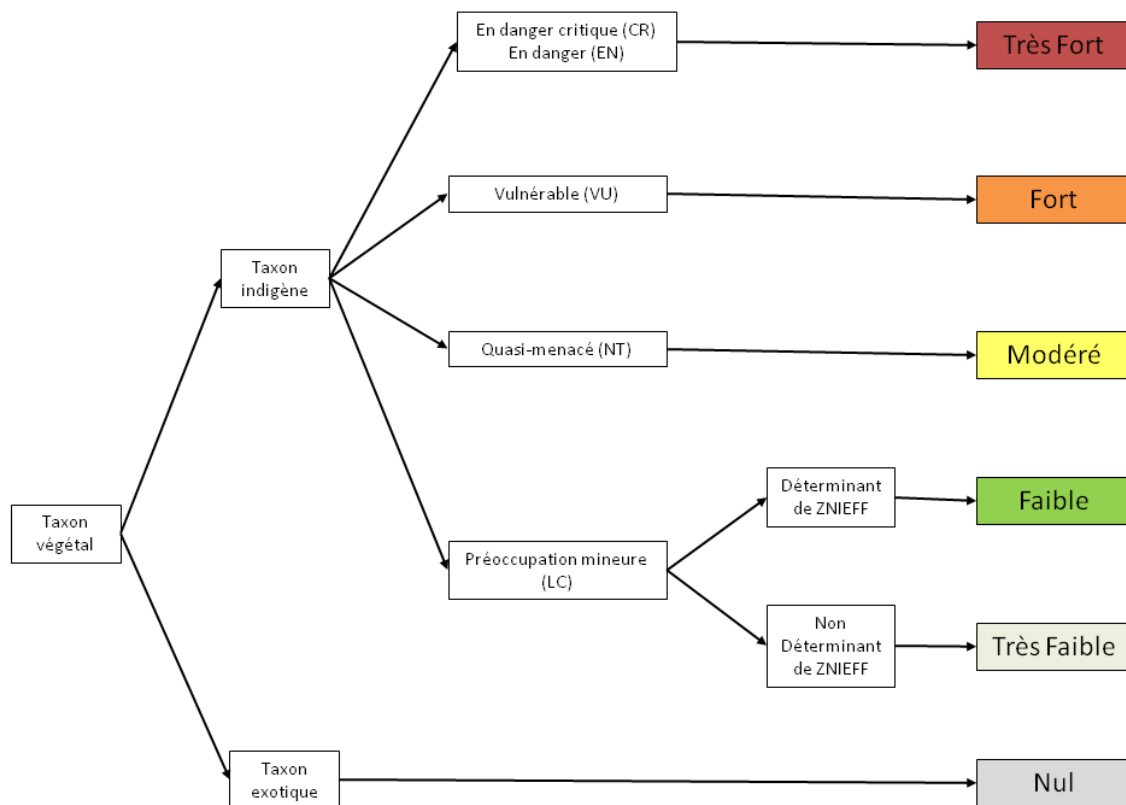 En danger critique (CR)
En danger (EN)
Très Fort
Vulnérable (VU)
Fort
Taxon
indigène
Quasi-menacé (NT)
Modéré
Déterminant
de ZNIEFF
Faible
Taxon
végétal
Préoccupation mineure
(LC)
Non
Déterminant
de ZNIEFF
Très Faible
Taxon
exotique
Nul